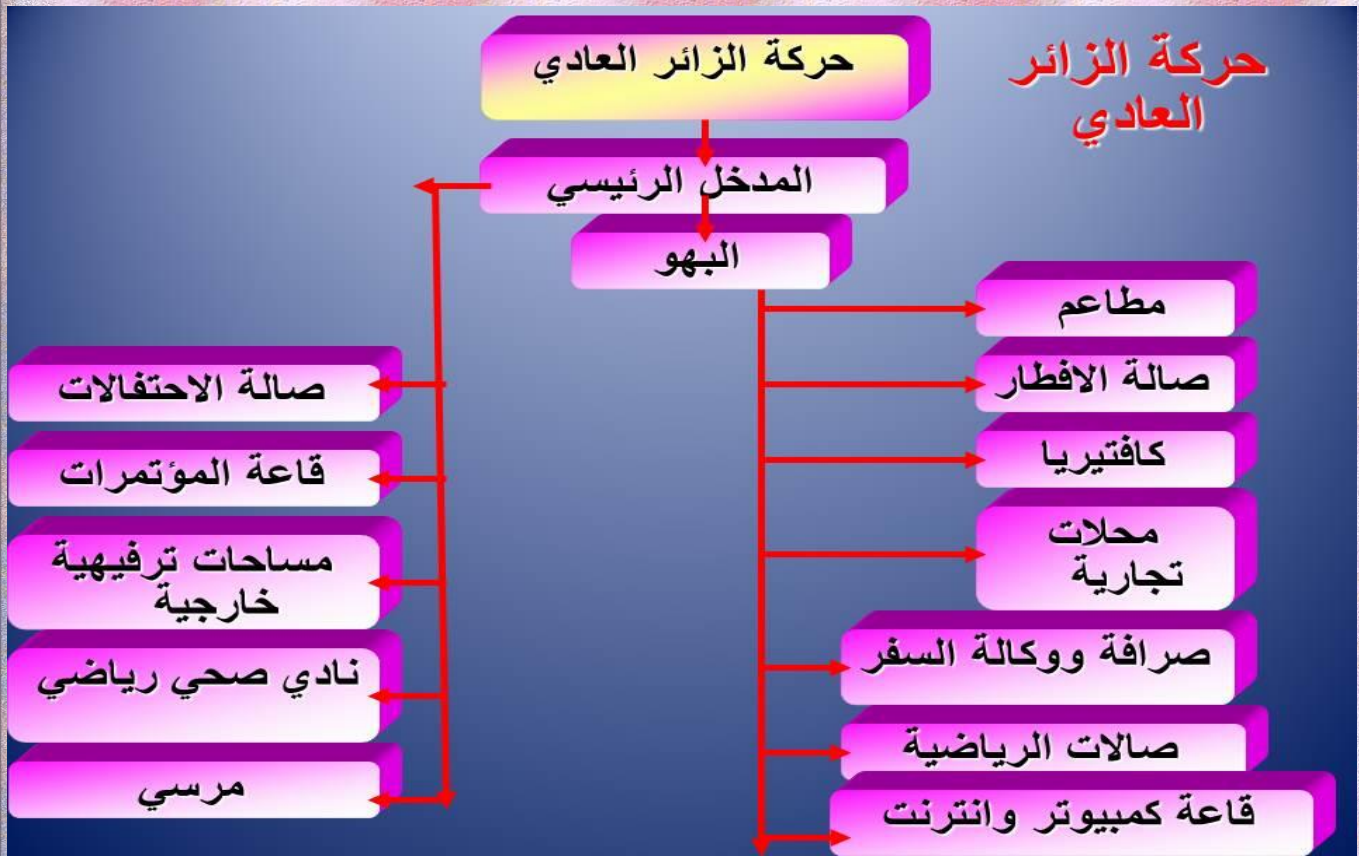 حركة الزائر
العادي
حركة الزائر العادي
المدخل الرئيسي
البهو
مطاعم
صالة الافطار
كافتيريا
محلات
تجارية
صرافة ووكالة السفر
صالات الرياضية
قاعة كمبيوتر وانترنت
صالة الاحتفالات
قاعة المؤتمرات
مساحات ترفيهية
خارجية
نادي صحي رياضي
مرسي